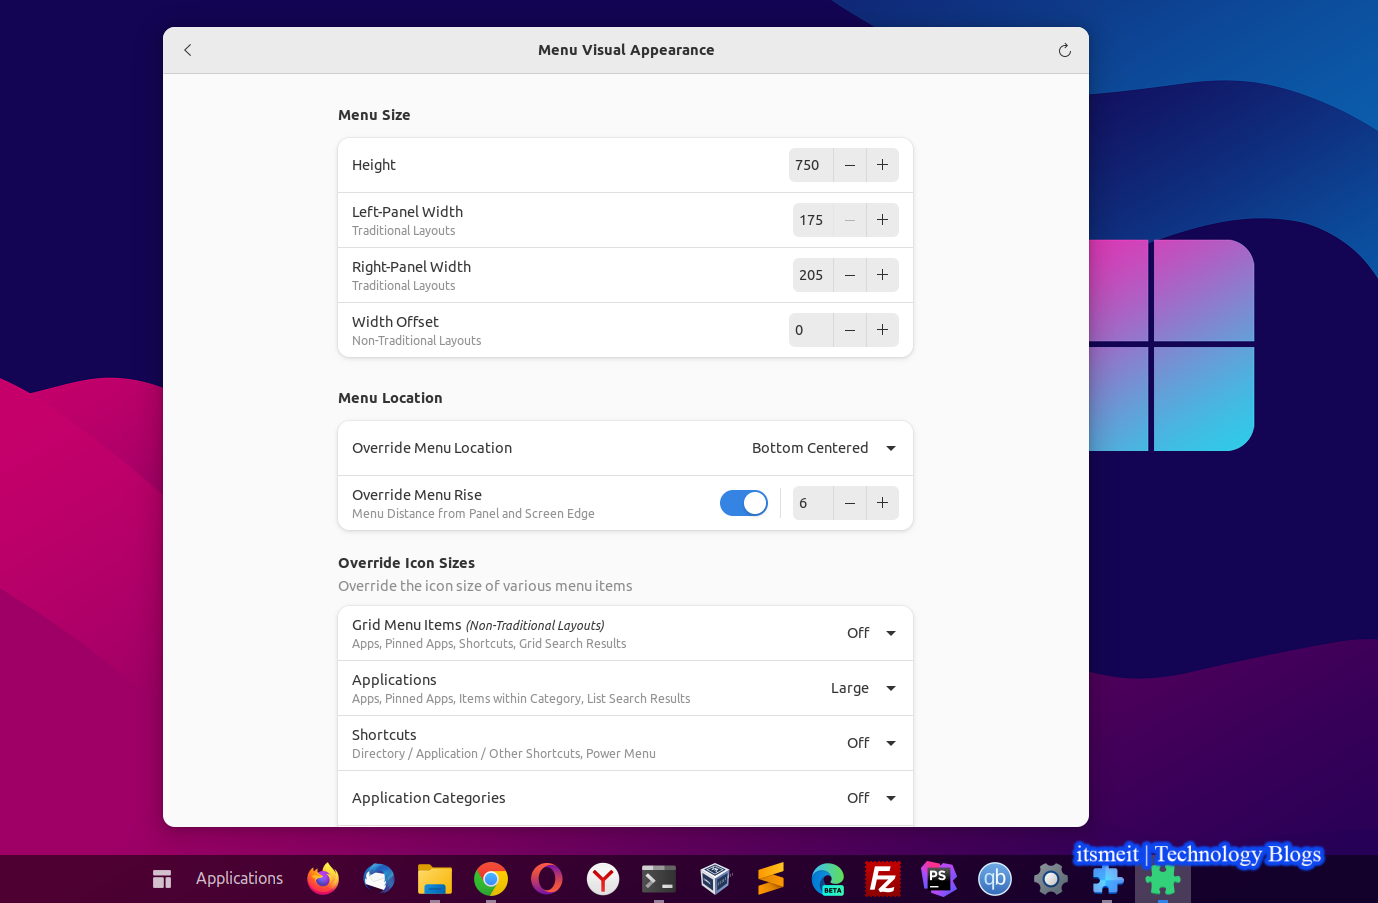 Menu Visual Appearance
Menu Size
Height 750
Left-Panel Width 175
Traditional Layouts
Right-Panel Width 205
Traditional Layouts
Width Offset 0
Non-Traditional Layouts
Menu Location
Override Menu Location Bottom Centered
Override Menu Rise 6
Menu Distance from Panel and Screen Edge
Override Icon Sizes
Override the icon size of various menu items
Grid Menu Items (Non-Traditional Layouts) Off
Apps, Pinned Apps, Shortcuts, Grid Search Results
Applications Large
Apps, Pinned Apps, Items within Category, List Search Results
Shortcuts Off
Directory / Application / Other Shortcuts, Power Menu
Application Categories Off
itsmeit | Technology Blogs
Applications
BETA
Fz
PS
qb